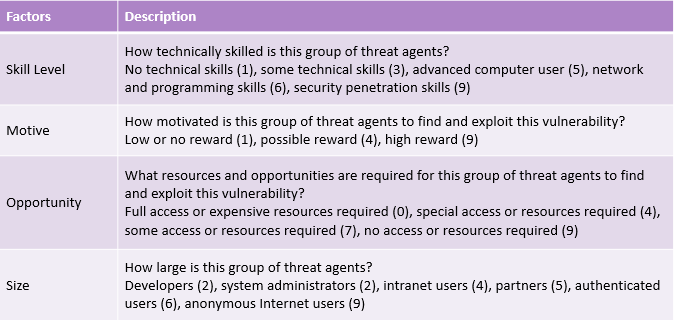 Factors Description
Skill Level
How technically skilled is this group of threat agents?
No technical skills (1), some technical skills (3), advanced computer user (5), network
and programming skills (6), security penetration skills (9)
Motive
How motivated is this group of threat agents to find and exploit this vulnerability?
Low or no reward (1), possible reward (4), high reward (9)
Opportunity
What resources and opportunities are required for this group of threat agents to find
and exploit this vulnerability?
Full access or expensive resources required (0), special access or resources required (4),
some access or resources required (7), no access or resources required (9)
Size
How large is this group of threat agents?
Developers (2), system administrators (2), intranet users (4), partners (5), authenticated
users (6), anonymous Internet users (9)